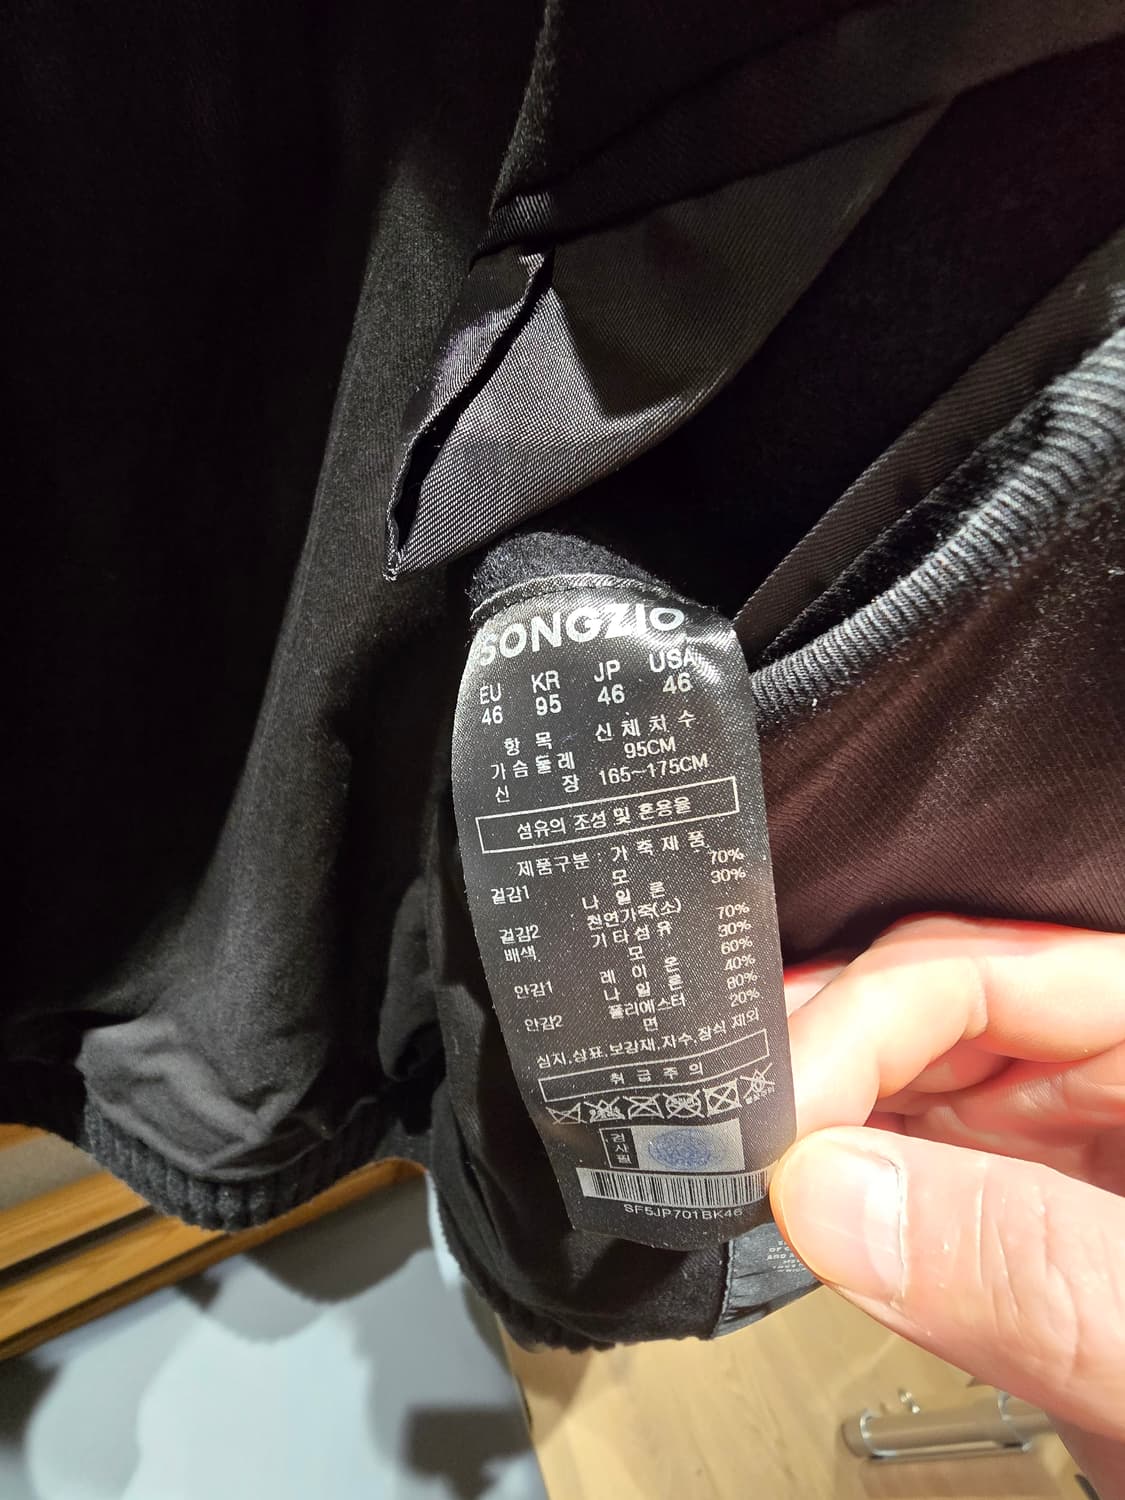 SONGZIO
EU KR JP USA
46 95 46 46
항목 신체치수
가슴둘레 95CM
신장 165~175CM
섬유의 조성 및 혼용율
제품구분 : 가죽제품
겉감1 모 70%
나일론 30%
겉감2 천연가죽(소)
배색 기타섬유 70%
모 30%
안감1 레이온 60%
나일론 40%
안감2 폴리에스터 80%
면 20%
심지,상표,보강재,자수,장식 제외
취급주의
검사필
SF5JP701BK46